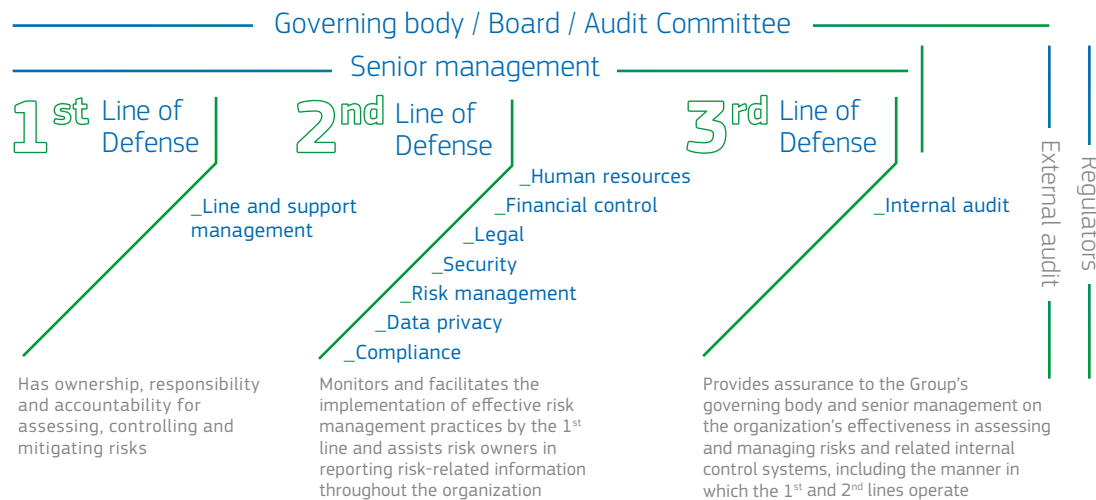 Governing body / Board / Audit Committee
Senior management
1st Line of
Defense
_Line and support
management
Has ownership, responsibility
and accountability for
assessing, controlling and
mitigating risks
2nd Line of
Defense
_Human resources
_Financial control
_Legal
_Security
_Risk management
_Data privacy
_Compliance
Monitors and facilitates the
implementation of effective risk
management practices by the 1st
line and assists risk owners in
reporting risk-related information
throughout the organization
3rd Line of
Defense
_Internal audit
Provides assurance to the Group's
governing body and senior management on
the organization's effectiveness in assessing
and managing risks and related internal
control systems, including the manner in
which the 1st and 2nd lines operate
External audit
Regulators